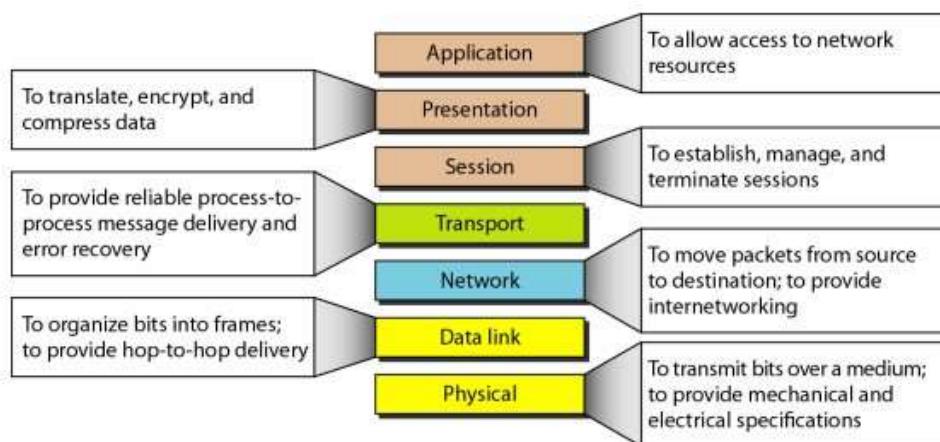 Application
To allow access to network
resources
To translate, encrypt, and
compress data
Presentation
Session
To establish, manage, and
terminate sessions
To provide reliable process-to-
process message delivery and
error recovery
Transport
Network
To move packets from source
to destination; to provide
internetworking
To organize bits into frames;
to provide hop-to-hop delivery
Data link
Physical
To transmit bits over a medium;
to provide mechanical and
electrical specifications